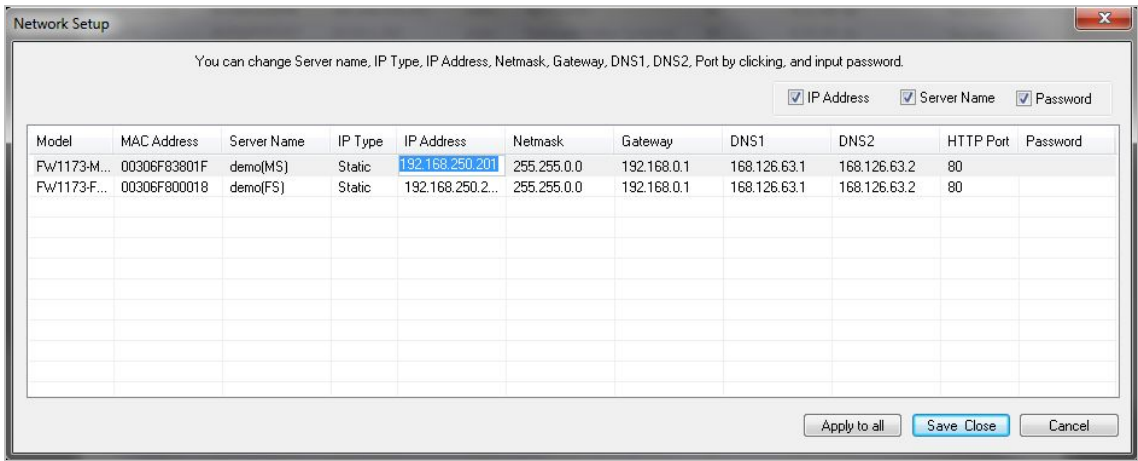 Network Setup
You can change Server name, IP Type, IP Address, Netmask, Gateway, DNS1, DNS2, Port by clicking, and input password.
IP Address Server Name Password
Model MAC Address Server Name IP Type IP Address Netmask Gateway DNS1 DNS2 HTTP Port Password
FW1173-M... 00306F83801F demo(MS) Static 192.168.250.201 255.255.0.0 192.168.0.1 168.126.63.1 168.126.63.2 80
FW1173-F... 00306F800018 demo(FS) Static 192.168.250.2... 255.255.0.0 192.168.0.1 168.126.63.1 168.126.63.2 80
Apply to all Save Close Cancel